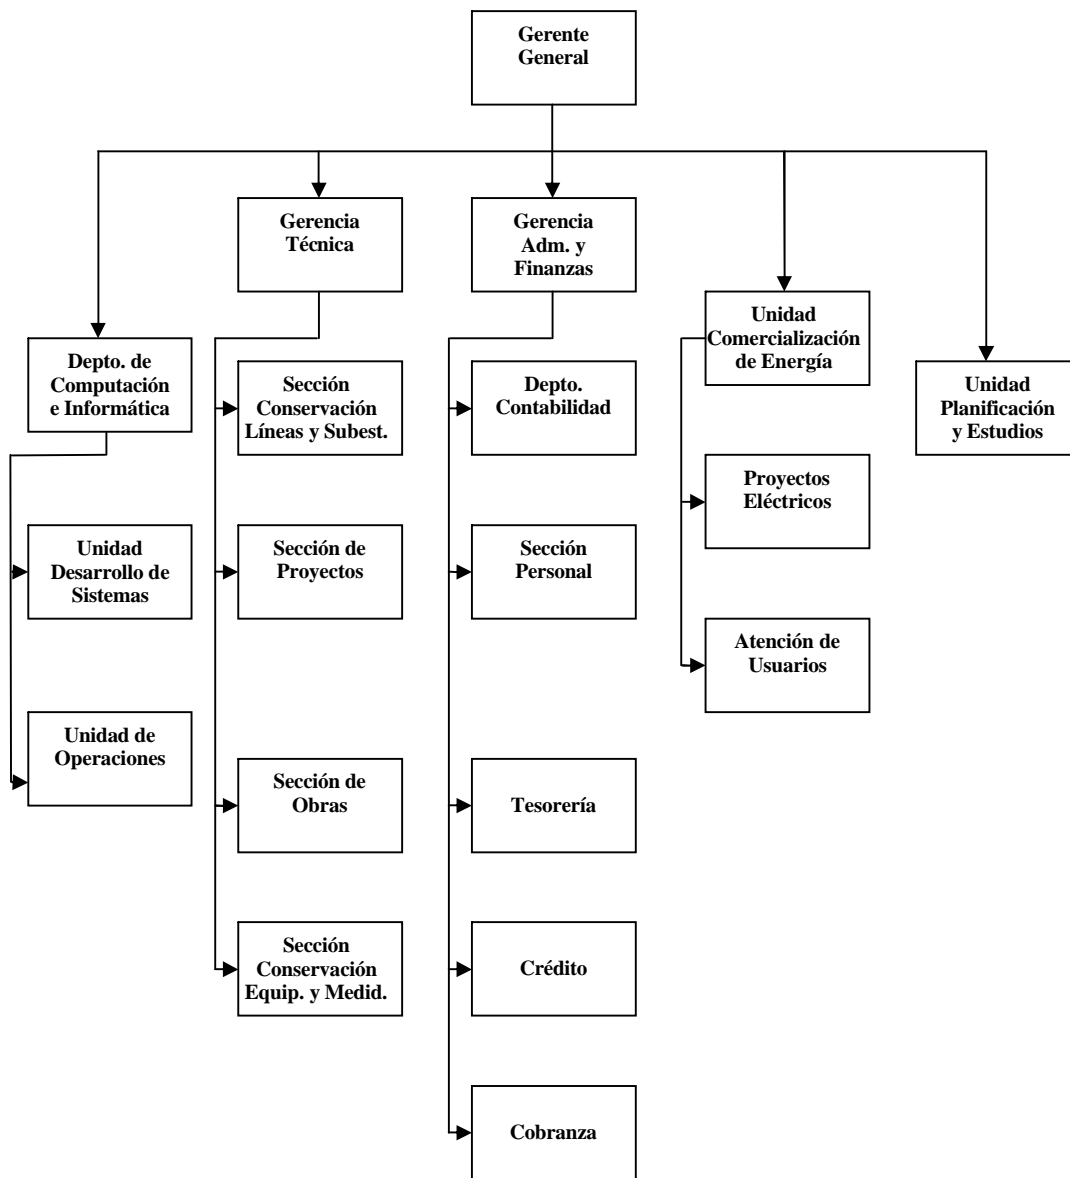 Gerente
General
Gerencia
Técnica
Gerencia
Adm. y
Finanzas
Unidad
Comercialización
de Energía
Depto. de
Computación
e Informática
Sección
Conservación
Líneas y Subest.
Depto.
Contabilidad
Unidad
Planificación
y Estudios
Proyectos
Eléctricos
Unidad
Desarrollo de
Sistemas
Sección de
Proyectos
Sección
Personal
Atención de
Usuarios
Unidad de
Operaciones
Sección de
Obras
Tesorería
Sección
Conservación
Equip. y Medid.
Crédito
Cobranza